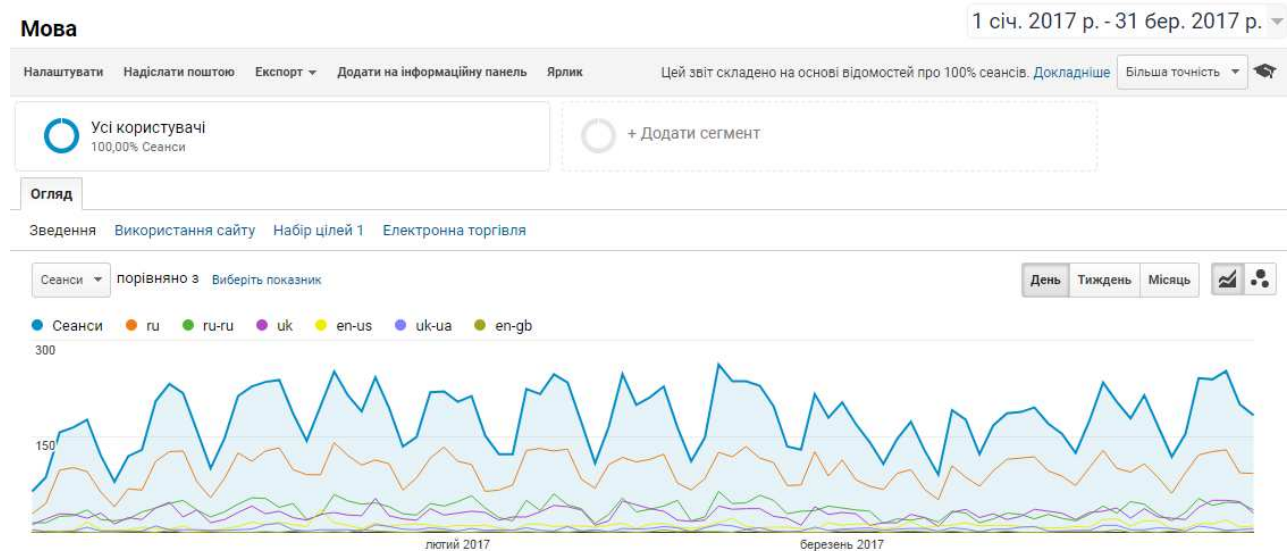 Мова
1 січ. 2017 р. - 31 бер. 2017 р.
Налаштувати Надіслати поштою Експорт Додати на інформаційну панель Ярлик Цей звіт складено на основі відомостей про 100% сеансів. Докладніше Більша точність
Усі користувачі
100,00% Сеанси
+ Додати сегмент
Огляд
Зведення Використання сайту Набір цілей 1 Електронна торгівля
Сеанси порівняно з Виберіть показник День Тиждень Місяць
Сеанси ru ru-ru uk en-us uk-ua en-gb
300
150
лютий 2017 березень 2017